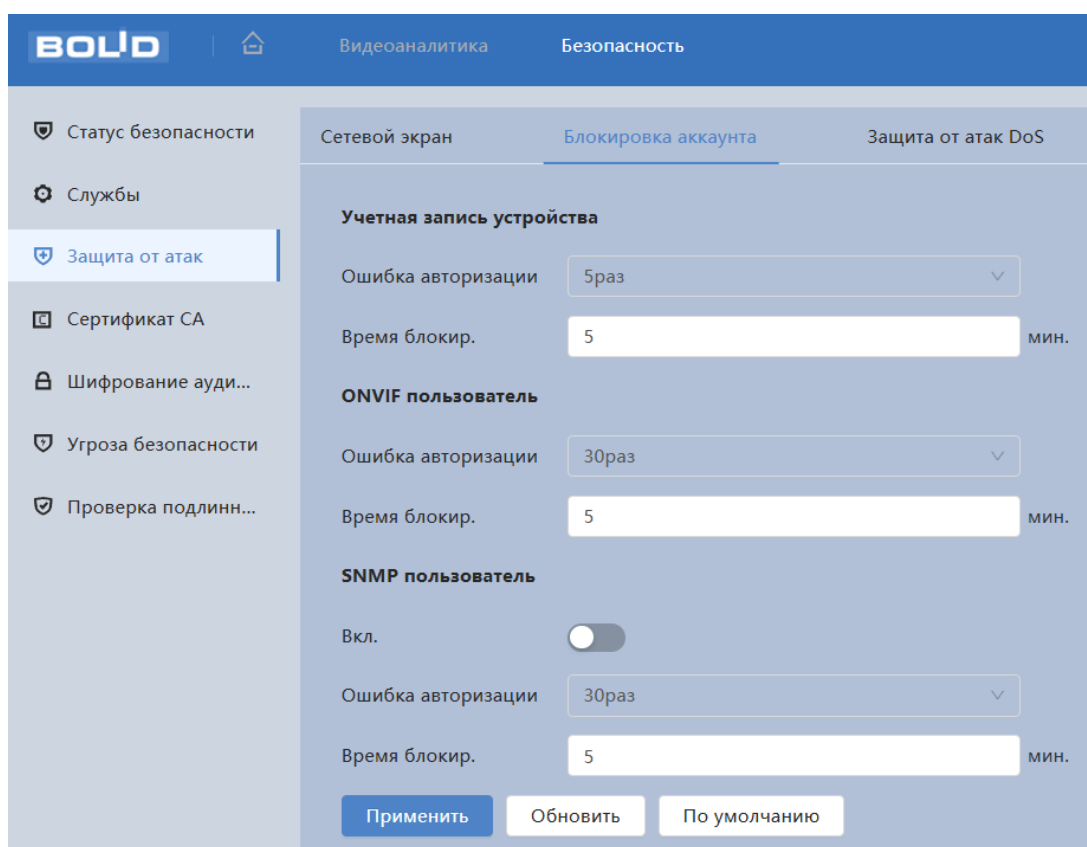 BOLID
Видеоаналитика
Безопасность
Статус безопасности
Службы
Защита от атак
Сертификат CA
Шифрование ауди...
Угроза безопасности
Проверка подлинн...
Сетевой экран
Блокировка аккаунта
Защита от атак DoS
Учетная запись устройства
Ошибка авторизации 5раз
Время блокир. 5 мин.
ONVIF пользователь
Ошибка авторизации 30раз
Время блокир. 5 мин.
SNMP пользователь
Вкл.
Ошибка авторизации 30раз
Время блокир. 5 мин.
Применить Обновить По умолчанию